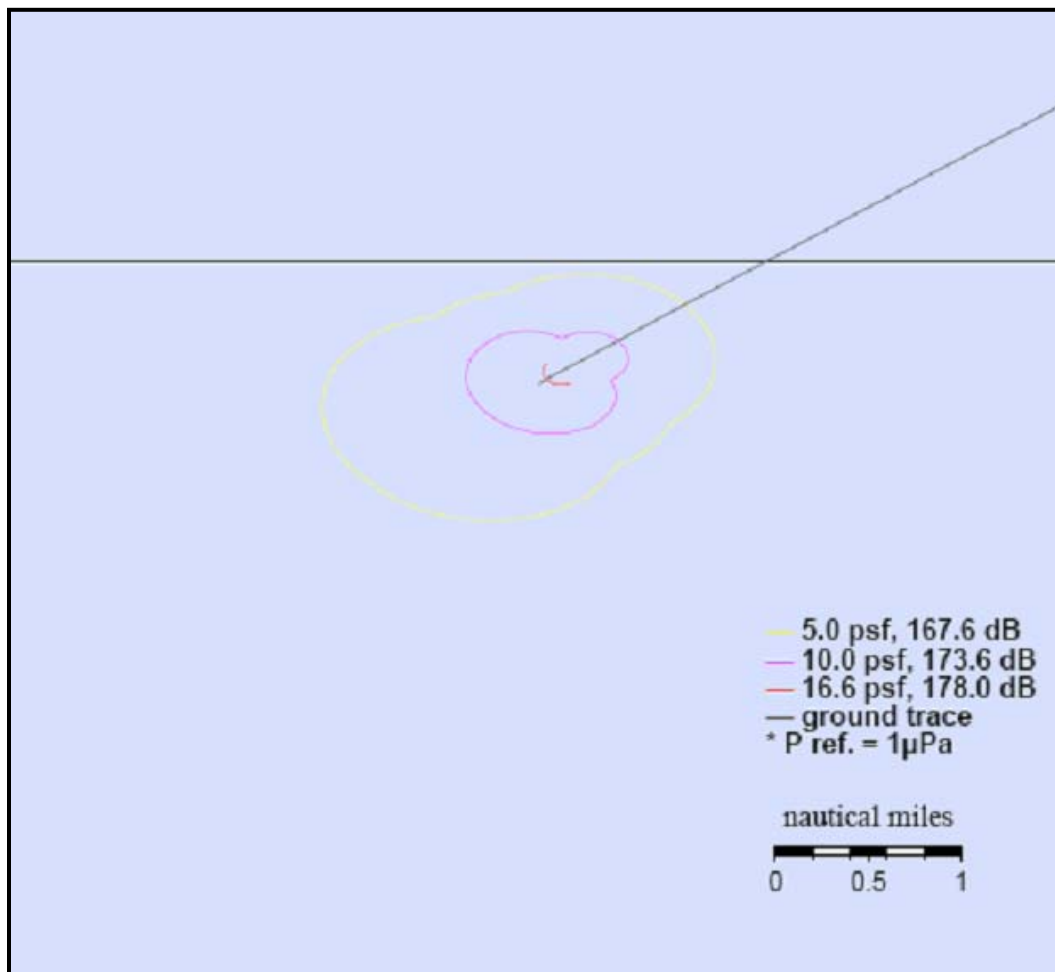 5.0 psf, 167.6 dB
10.0 psf, 173.6 dB
16.6 psf, 178.0 dB
ground trace
* P ref. = 1µPa
nautical miles
0 0.5 1